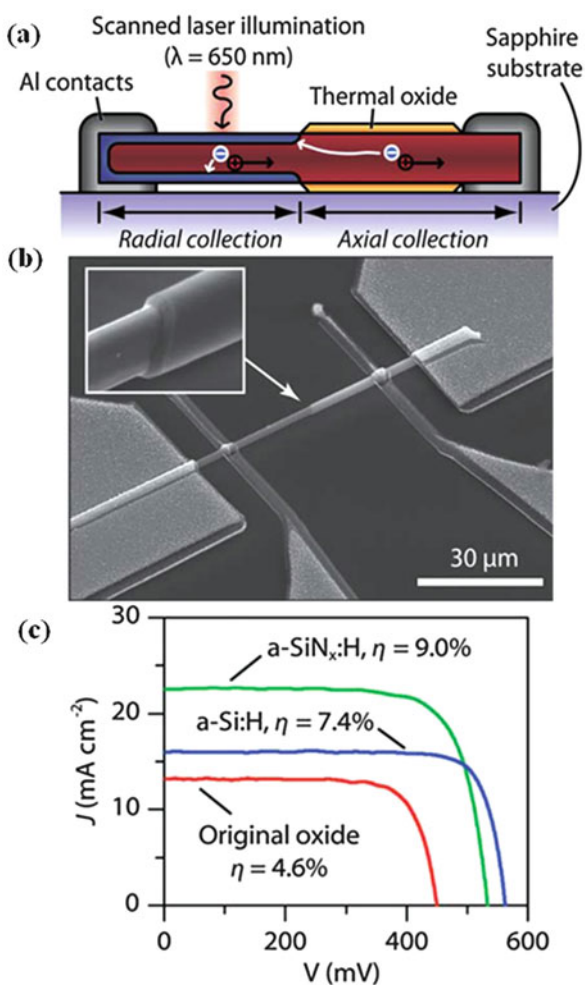 (a)
Scanned laser illumination
(λ = 650 nm)
Sapphire
substrate
Al contacts
Thermal oxide
Radial collection
Axial collection
(b)
30 μm
(c)
30
20
10
0
J (mA cm⁻²)
a-SiNₓ:H, η = 9.0%
a-Si:H, η = 7.4%
Original oxide
η = 4.6%
0
200
400
600
V (mV)